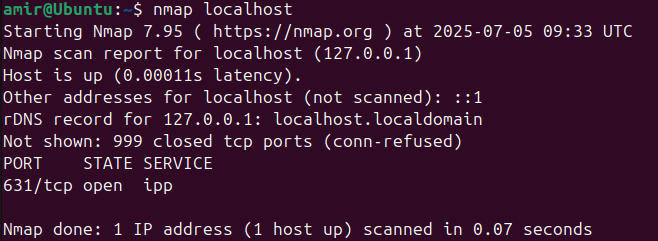 amir@Ubuntu:~$ nmap localhost
Starting Nmap 7.95 ( https://nmap.org ) at 2025-07-05 09:33 UTC
Nmap scan report for localhost (127.0.0.1)
Host is up (0.00011s latency).
Other addresses for localhost (not scanned): ::1
rDNS record for 127.0.0.1: localhost.localdomain
Not shown: 999 closed tcp ports (conn-refused)
PORT    STATE SERVICE
631/tcp open  ipp
Nmap done: 1 IP address (1 host up) scanned in 0.07 seconds